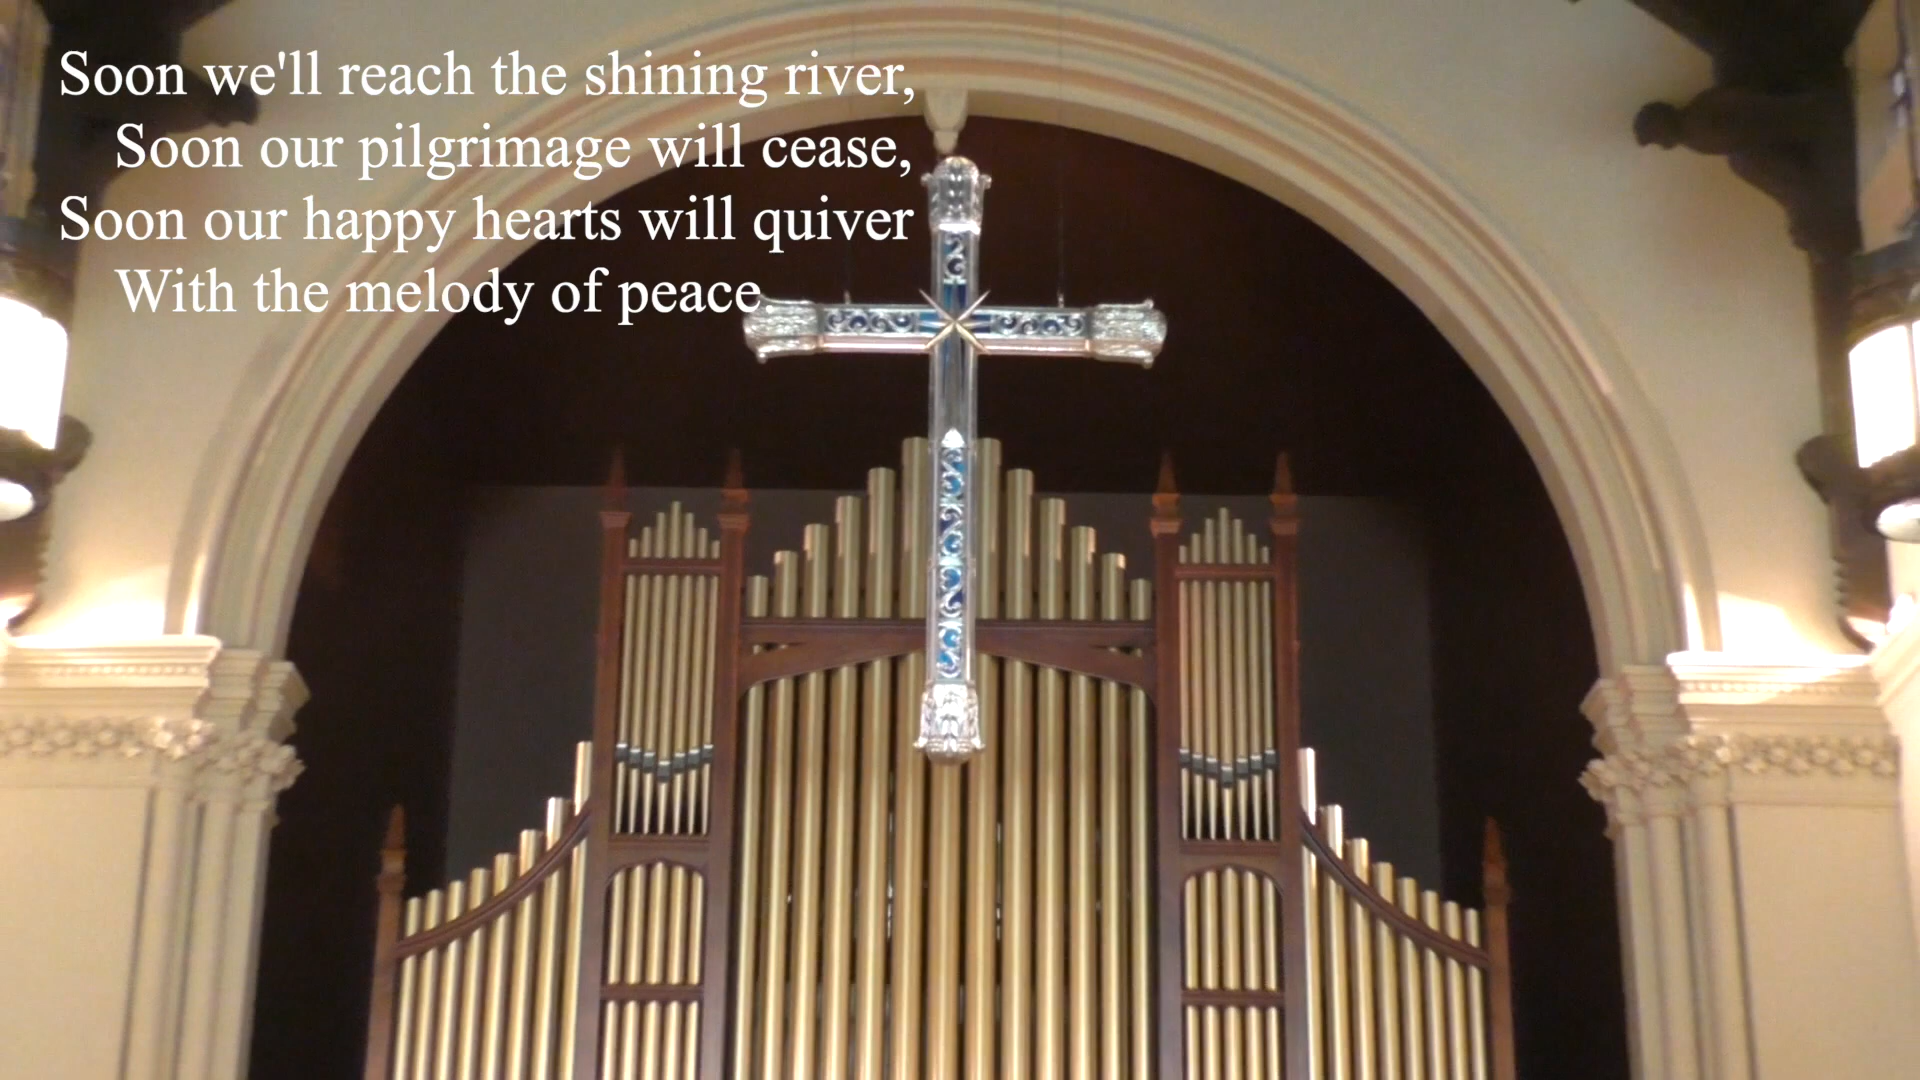 Soon we'll reach the shining river,
Soon our pilgrimage will cease,
Soon our happy hearts will quiver
With the melody of peace.